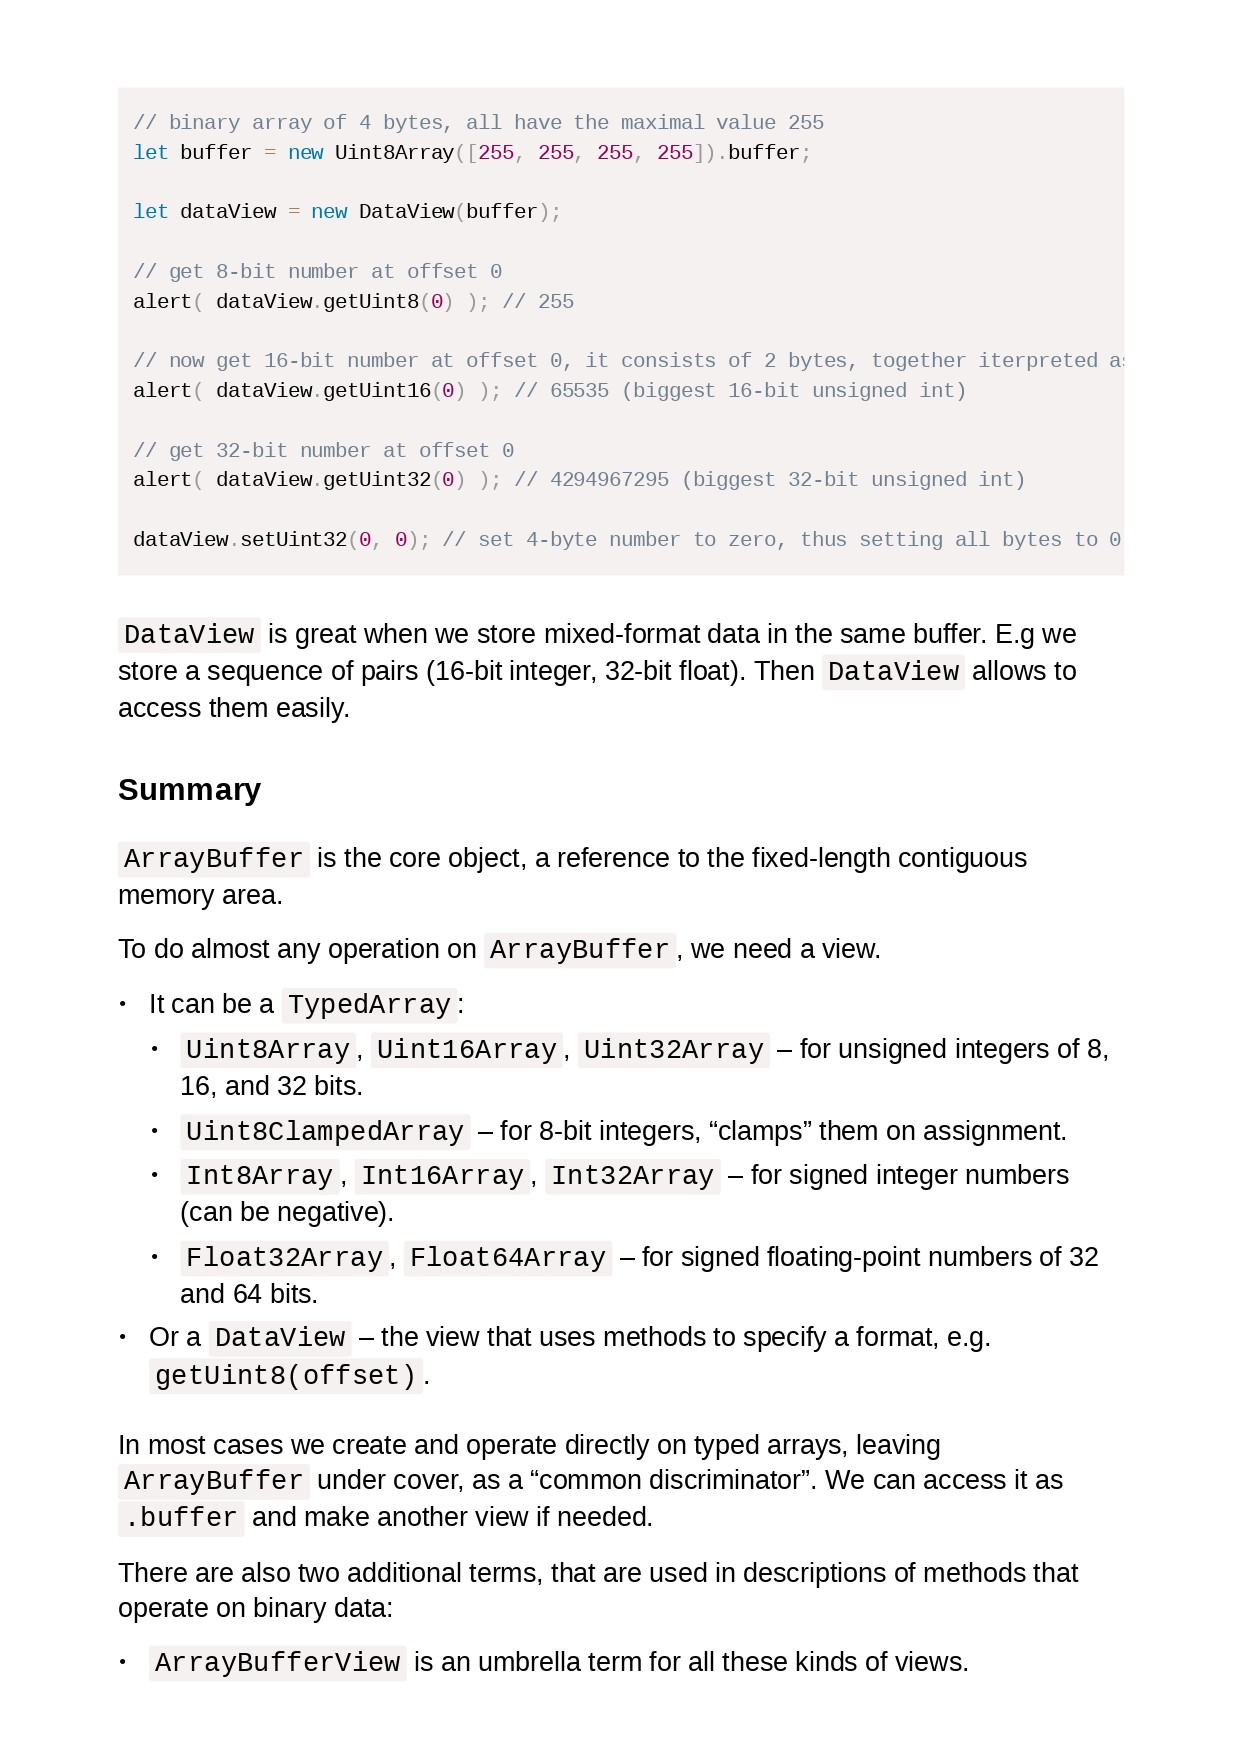 // binary array of 4 bytes, all have the maximal value 255
let buffer = new Uint8Array([255, 255, 255, 255]).buffer;
let dataView = new DataView(buffer);
// get 8-bit number at offset 0
alert( dataView.getUint8(0) ); // 255
// now get 16-bit number at offset 0, it consists of 2 bytes, together iterpreted as
alert( dataView.getUint16(0) ); // 65535 (biggest 16-bit unsigned int)
// get 32-bit number at offset 0
alert( dataView.getUint32(0) ); // 4294967295 (biggest 32-bit unsigned int)
dataView.setUint32(0, 0); // set 4-byte number to zero, thus setting all bytes to 0
DataView is great when we store mixed-format data in the same buffer. E.g we
store a sequence of pairs (16-bit integer, 32-bit float). Then DataView allows to
access them easily.
Summary
ArrayBuffer is the core object, a reference to the fixed-length contiguous
memory area.
To do almost any operation on ArrayBuffer, we need a view.
• It can be a TypedArray:
• Uint8Array, Uint16Array, Uint32Array – for unsigned integers of 8,
16, and 32 bits.
• Uint8ClampedArray – for 8-bit integers, “clamps” them on assignment.
• Int8Array, Int16Array, Int32Array – for signed integer numbers
(can be negative).
• Float32Array, Float64Array – for signed floating-point numbers of 32
and 64 bits.
• Or a DataView – the view that uses methods to specify a format, e.g.
getUint8(offset).
In most cases we create and operate directly on typed arrays, leaving
ArrayBuffer under cover, as a “common discriminator”. We can access it as
.buffer and make another view if needed.
There are also two additional terms, that are used in descriptions of methods that
operate on binary data:
• ArrayBufferView is an umbrella term for all these kinds of views.